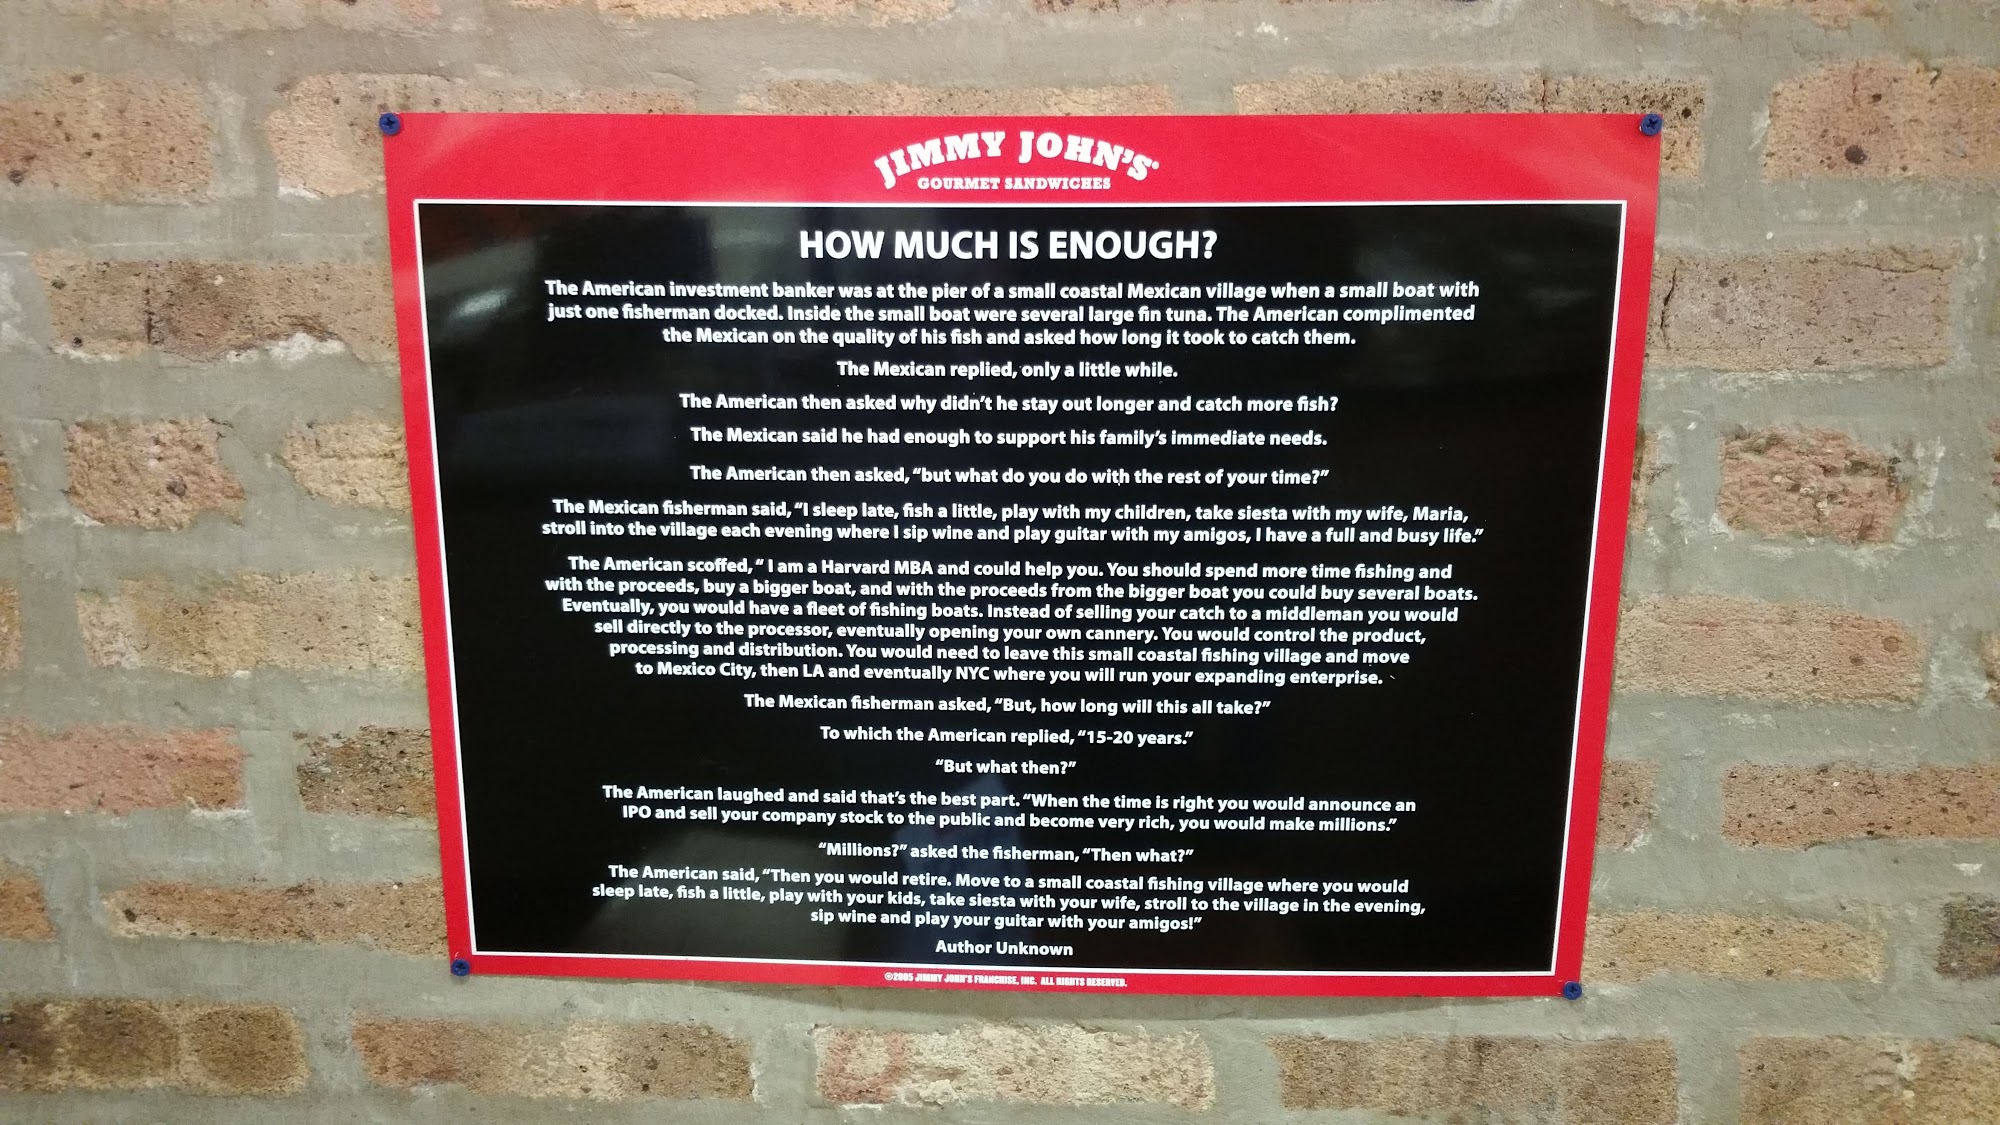 JIMMY JOHN'S®
GOURMET SANDWICHES
HOW MUCH IS ENOUGH?
The American investment banker was at the pier of a small coastal Mexican village when a small boat with
just one fisherman docked. Inside the small boat were several large fin tuna. The American complimented
the Mexican on the quality of his fish and asked how long it took to catch them.
The Mexican replied, only a little while.
The American then asked why didn't he stay out longer and catch more fish?
The Mexican said he had enough to support his family's immediate needs.
The American then asked, "but what do you do with the rest of your time?"
The Mexican fisherman said, "I sleep late, fish a little, play with my children, take siesta with my wife, Maria,
stroll into the village each evening where I sip wine and play guitar with my amigos, I have a full and busy life."
The American scoffed, " I am a Harvard MBA and could help you. You should spend more time fishing and
with the proceeds, buy a bigger boat, and with the proceeds from the bigger boat you could buy several boats.
Eventually, you would have a fleet of fishing boats. Instead of selling your catch to a middleman you would
sell directly to the processor, eventually opening your own cannery. You would control the product,
processing and distribution. You would need to leave this small coastal fishing village and move
to Mexico City, then LA and eventually NYC where you will run your expanding enterprise.
The Mexican fisherman asked, "But, how long will this all take?"
To which the American replied, "15-20 years."
"But what then?"
The American laughed and said that's the best part. "When the time is right you would announce an
IPO and sell your company stock to the public and become very rich, you would make millions."
"Millions?" asked the fisherman, "Then what?"
The American said, "Then you would retire. Move to a small coastal fishing village where you would
sleep late, fish a little, play with your kids, take siesta with your wife, stroll to the village in the evening,
sip wine and play your guitar with your amigos!"
Author Unknown
©2005 JIMMY JOHN'S FRANCHISE, INC. ALL RIGHTS RESERVED.